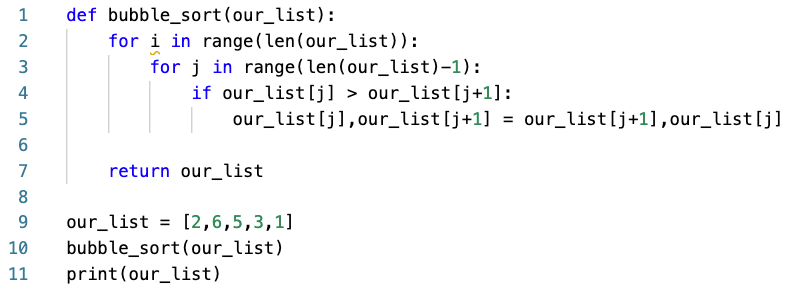 1 def bubble_sort(our_list):
2     for i in range(len(our_list)):
3         for j in range(len(our_list)-1):
4             if our_list[j] > our_list[j+1]:
5                 our_list[j],our_list[j+1] = our_list[j+1],our_list[j]
6
7     return our_list
8
9 our_list = [2,6,5,3,1]
10 bubble_sort(our_list)
11 print(our_list)